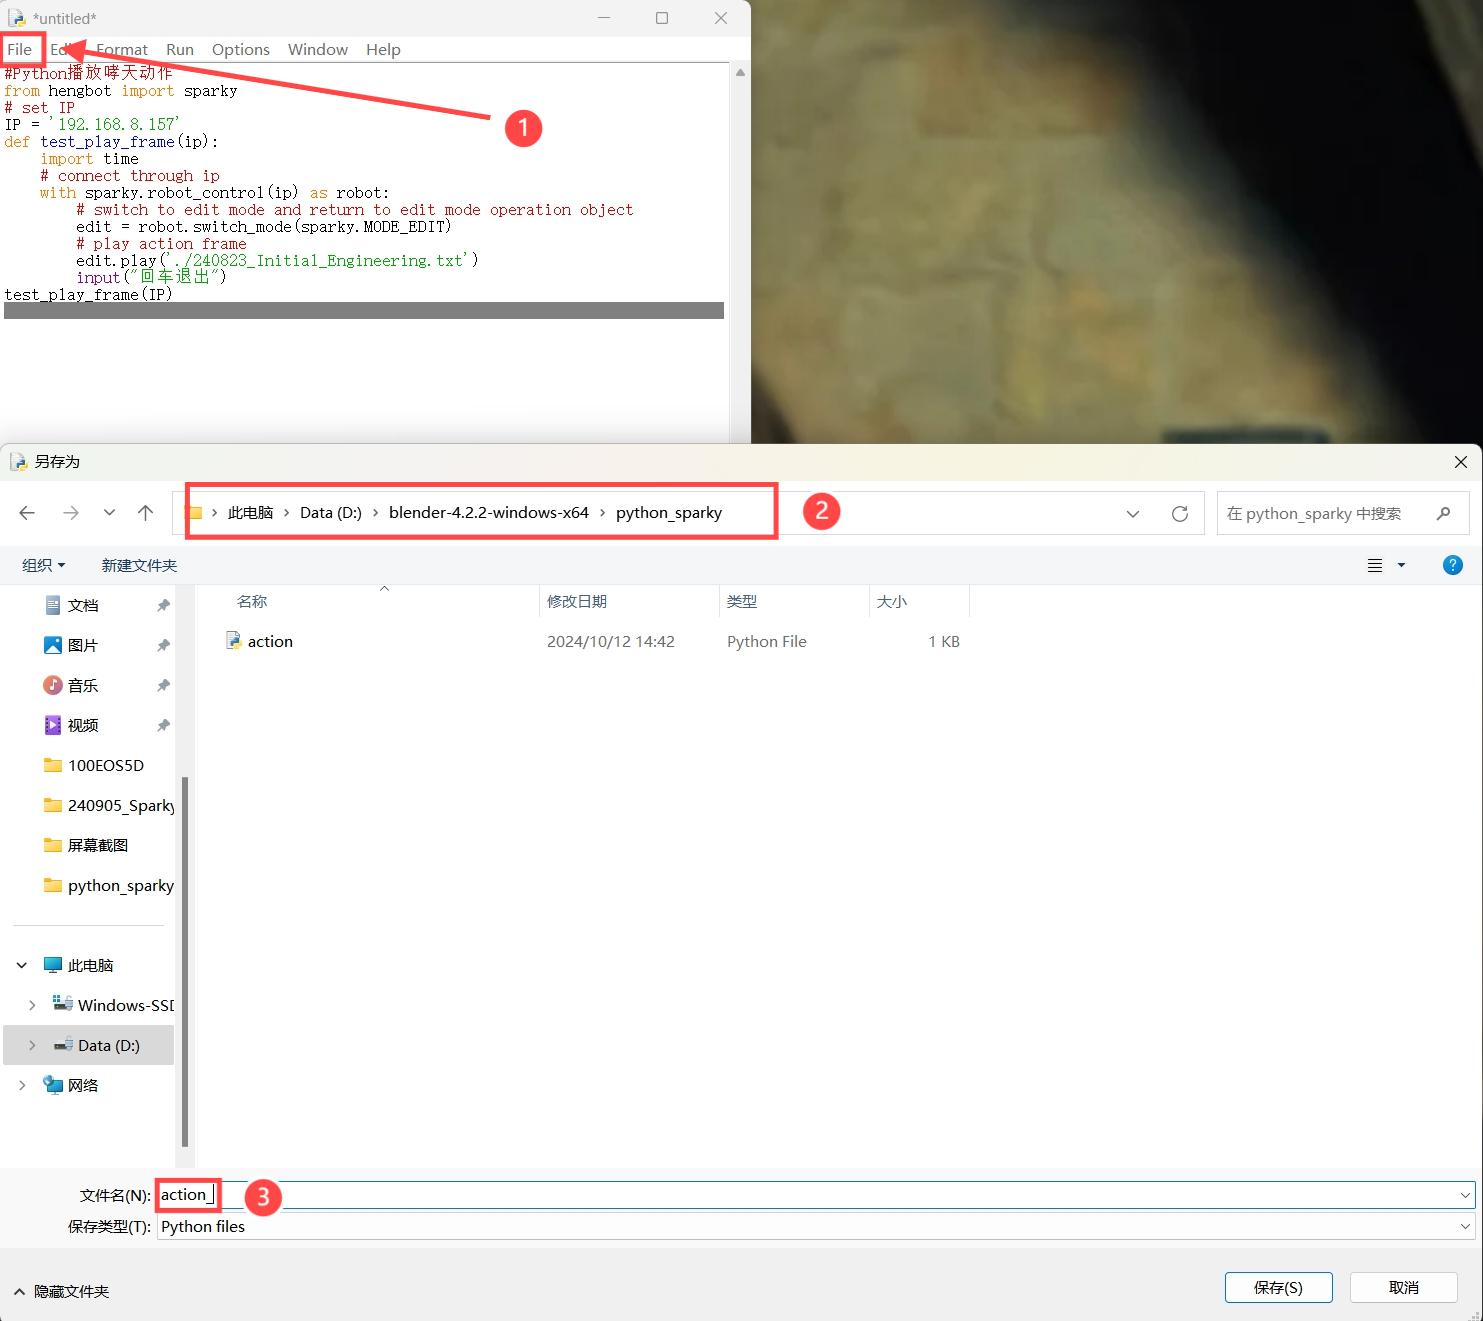 *untitled*
File Format Run Options Window Help
#Python播放哮天动作
from hengbot import sparky
# set IP
IP = '192.168.8.157'
def test_play_frame(ip):
    import time
    # connect through ip
    with sparky.robot_control(ip) as robot:
        # switch to edit mode and return to edit mode operation object
        edit = robot.switch_mode(sparky.MODE_EDIT)
        # play action frame
        edit.play('./240823_Initial_Engineering.txt')
        input("回车退出")
test_play_frame(IP)
1
另存为
此电脑 > Data (D:) > blender-4.2.2-windows-x64 > python_sparky
2
在 python_sparky 中搜索
组织 新建文件夹
?
名称 修改日期 类型 大小
action 2024/10/12 14:42 Python File 1 KB
文档
图片
音乐
视频
100EOS5D
240905_Sparky
屏幕截图
python_sparky
此电脑
Windows-SSD
Data (D:)
网络
文件名(N): action_
3
保存类型(T): Python files
隐藏文件夹
保存(S) 取消